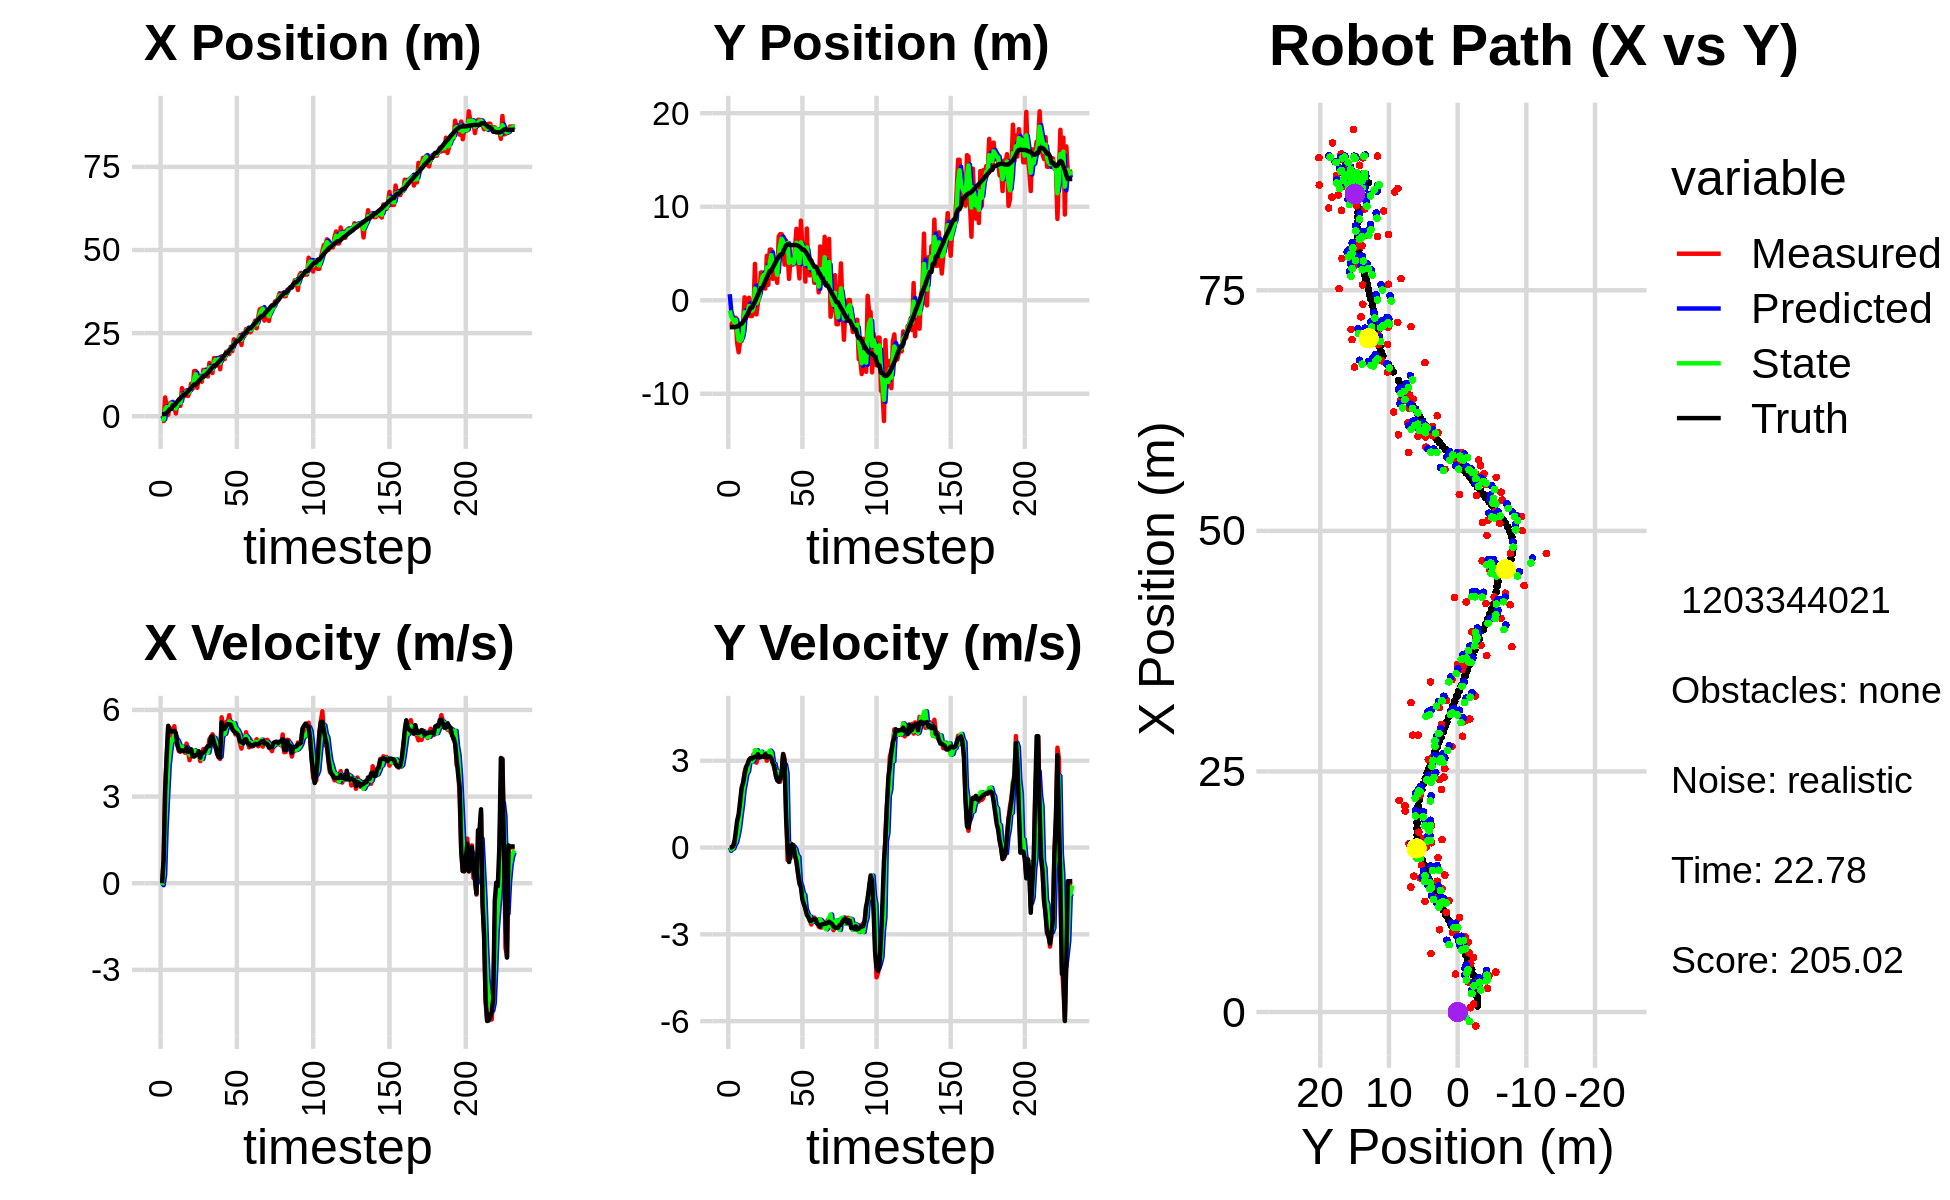 X Position (m)
75
50
25
0
0
50
100
150
200
timestep
Y Position (m)
20
10
0
-10
0
50
100
150
200
timestep
X Velocity (m/s)
6
3
0
-3
0
50
100
150
200
timestep
Y Velocity (m/s)
3
0
-3
-6
0
50
100
150
200
timestep
Robot Path (X vs Y)
X Position (m)
75
50
25
0
20 10 0 -10 -20
Y Position (m)
variable
Measured
Predicted
State
Truth
1203344021
Obstacles: none
Noise: realistic
Time: 22.78
Score: 205.02